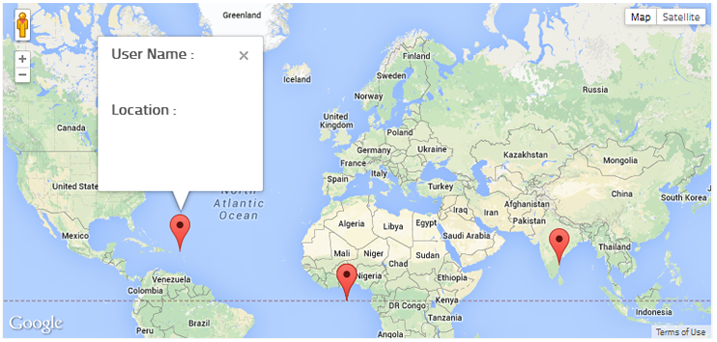 Greenland
Map
Satellite
User Name :
×
+
−
Iceland
Sweden
Finland
Norway
Russia
Canada
Location :
United
Kingdom
Poland
Germany
Ukraine
France
Kazakhstan
Mongolia
Italy
Spain
Turkey
United States
North
Atlantic
Ocean
China
South Korea
Afghanistan
Iraq
Iran
Pakistan
Algeria
Libya
Egypt
Saudi Arabia
Mexico
Mali
Niger
Chad
Sudan
Thailand
Nigeria
Ethiopia
Venezuela
Colombia
DR Congo
Kenya
Indonesia
Tanzania
Brazil
Peru
Angola
Google
Terms of Use